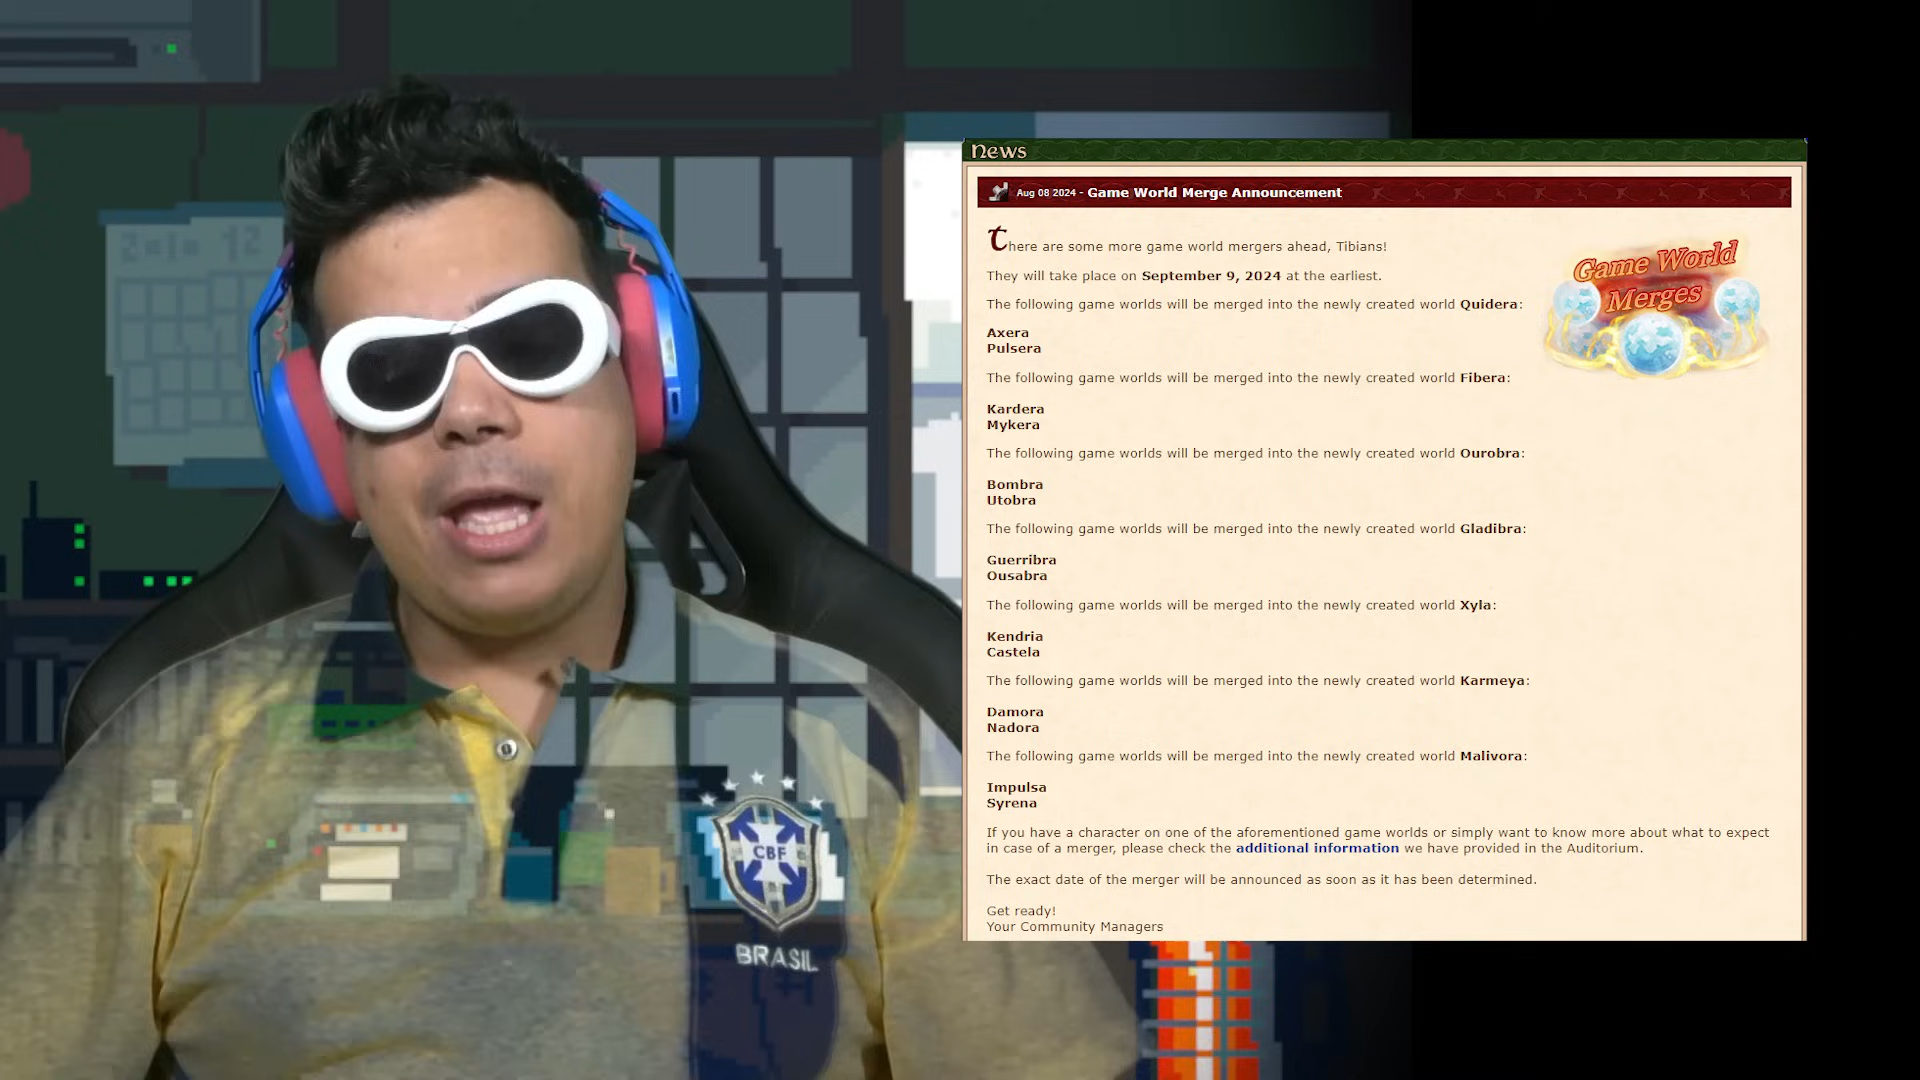 News
Aug 08 2024 - Game World Merge Announcement
There are some more game world mergers ahead, Tibians!
They will take place on September 9, 2024 at the earliest.
Game World
Merges
The following game worlds will be merged into the newly created world Quidera:
Axera
Pulsera
The following game worlds will be merged into the newly created world Fibera:
Kardera
Mykera
The following game worlds will be merged into the newly created world Ourobra:
Bombra
Utobra
The following game worlds will be merged into the newly created world Gladibra:
Guerribra
Ousabra
The following game worlds will be merged into the newly created world Xyla:
Kendria
Castela
The following game worlds will be merged into the newly created world Karmeya:
Damora
Nadora
The following game worlds will be merged into the newly created world Malivora:
Impulsa
Syrena
If you have a character on one of the aforementioned game worlds or simply want to know more about what to expect
in case of a merger, please check the additional information we have provided in the Auditorium.
The exact date of the merger will be announced as soon as it has been determined.
Get ready!
Your Community Managers
CBF
BRASIL